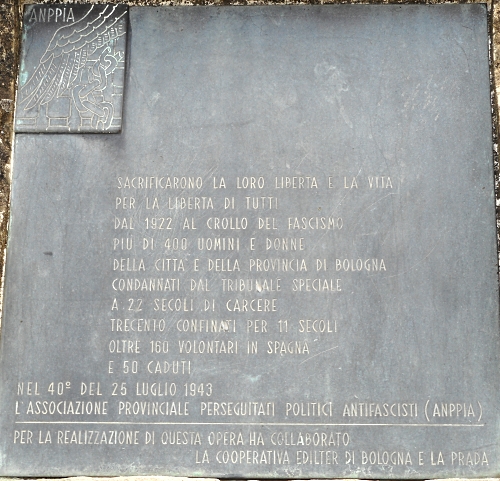 ANPPIA
SACRIFICARONO LA LORO LIBERTA E LA VITA
PER LA LIBERTA DI TUTTI
DAL 1922 AL CROLLO DEL FASCISMO
PIÙ DI 400 UOMINI E DONNE
DELLA CITTA E DELLA PROVINCIA DI BOLOGNA
CONDANNATI DAL TRIBUNALE SPECIALE
A 22 SECOLI DI CARCERE
TRECENTO CONFINATI PER 11 SECOLI
OLTRE 160 VOLONTARI IN SPAGNA
E 50 CADUTI
NEL 40° DEL 25 LUGLIO 1943
L'ASSOCIAZIONE PROVINCIALE PERSEGUITATI POLITICI ANTIFASCISTI (ANPPIA)
PER LA REALIZZAZIONE DI QUESTA OPERA HA COLLABORATO
LA COOPERATIVA EDILTER DI BOLOGNA E LA PRADA